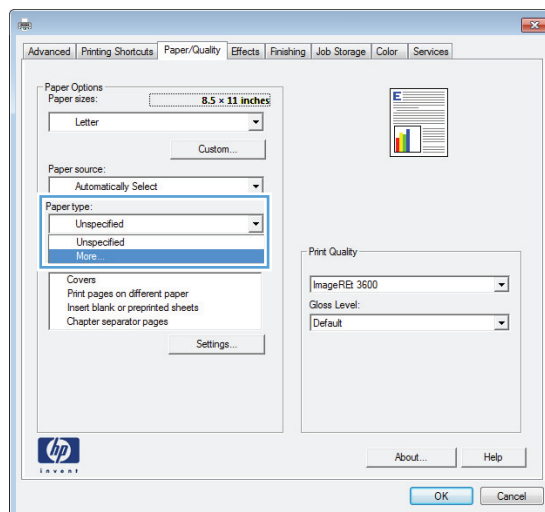 Advanced Printing Shortcuts Paper/Quality Effects Finishing Job Storage Color Services
Paper Options
Paper sizes: 8.5 × 11 inches
Letter
Custom...
Paper source:
Automatically Select
Paper type:
Unspecified
Unspecified
More...
Covers
Print pages on different paper
Insert blank or preprinted sheets
Chapter separator pages
Settings...
E
Print Quality
ImageREt 3600
Gloss Level:
Default
hp
invent
About... Help
OK Cancel